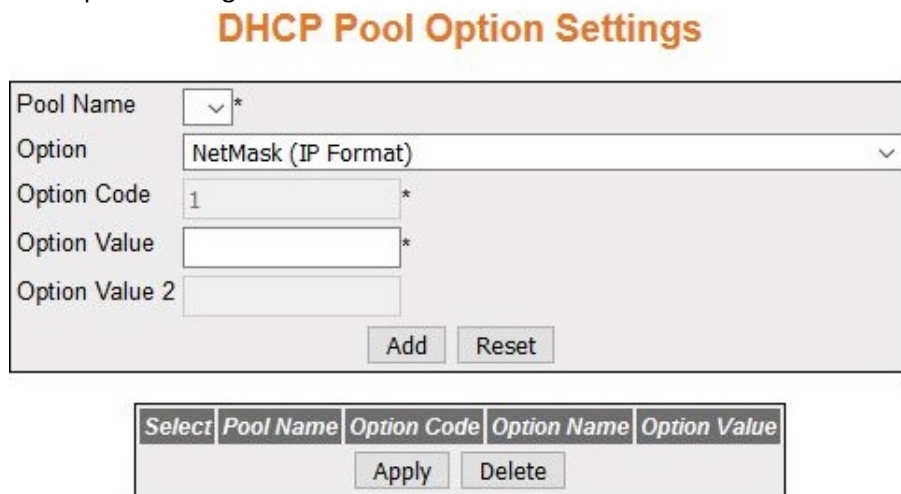 DHCP Pool Option Settings
Pool Name *
Option NetMask (IP Format)
Option Code 1 *
Option Value *
Option Value 2
Add Reset
Select Pool Name Option Code Option Name Option Value
Apply Delete